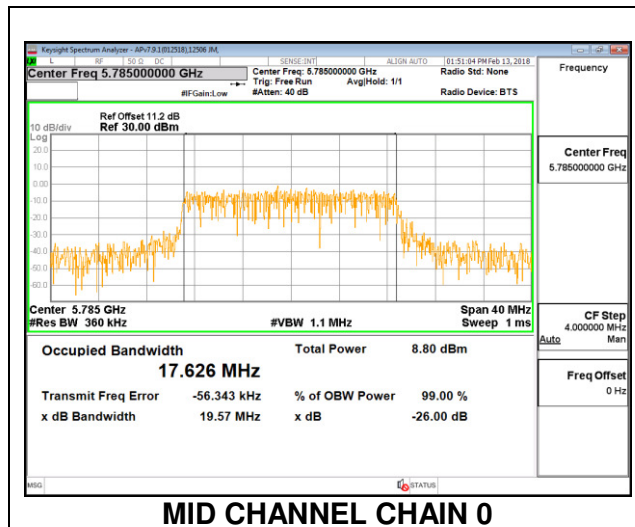 Keysight Spectrum Analyzer - APv7.9.1(012518),12506 JM,
L RF 50 Ω DC SENSE:INT ALIGN AUTO 01:51:04 PM Feb 13, 2018
Center Freq 5.785000000 GHz
Center Freq: 5.785000000 GHz
Radio Std: None
Trig: Free Run Avg|Hold: 1/1
#IFGain:Low #Atten: 40 dB Radio Device: BTS
Frequency
Ref Offset 11.2 dB
10 dB/div Ref 30.00 dBm
Log
20.0
10.0
0.00
-10.0
-20.0
-30.0
-40.0
-50.0
-60.0
Center 5.785 GHz Span 40 MHz
#Res BW 360 kHz #VBW 1.1 MHz Sweep 1 ms
Center Freq
5.785000000 GHz
CF Step
4.000000 MHz
Auto Man
Freq Offset
0 Hz
Occupied Bandwidth Total Power 8.80 dBm
17.626 MHz
Transmit Freq Error -56.343 kHz % of OBW Power 99.00 %
x dB Bandwidth 19.57 MHz x dB -26.00 dB
MSG STATUS
MID CHANNEL CHAIN 0